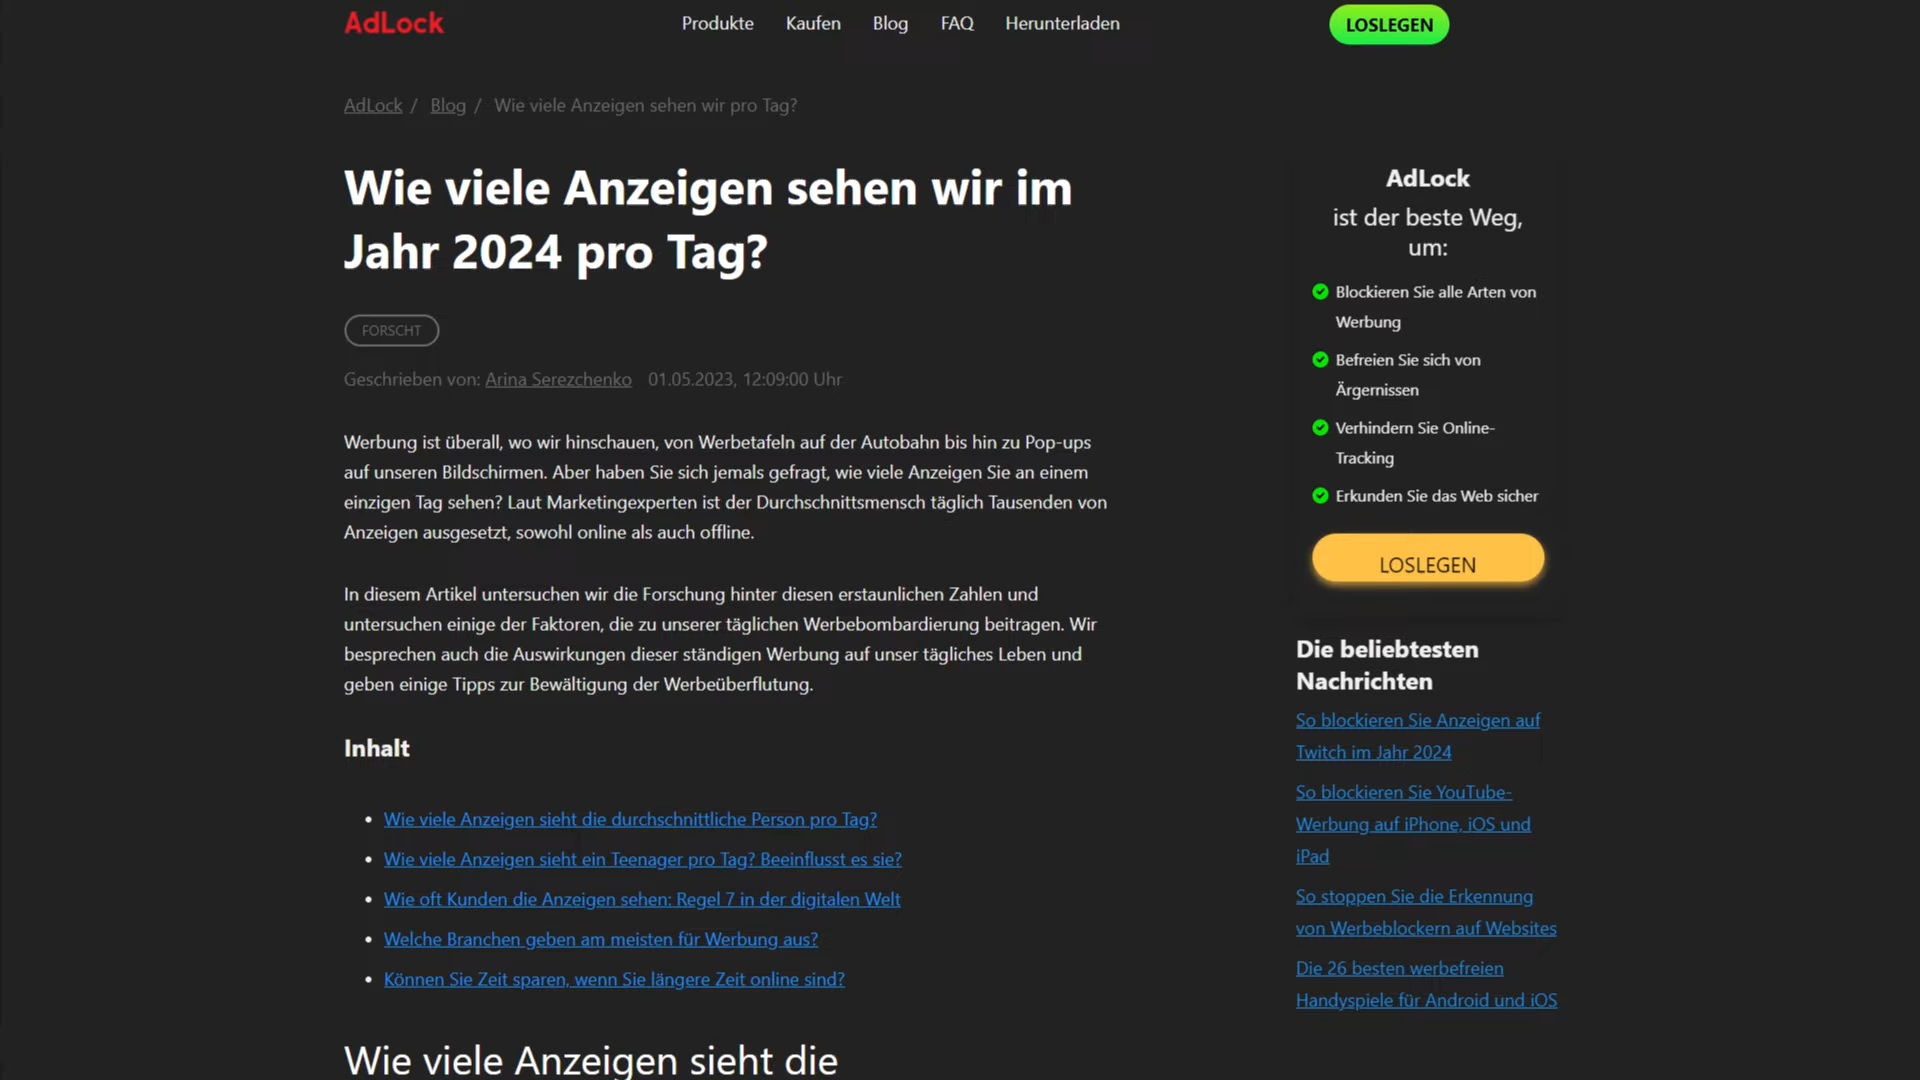 AdLock
Produkte
Kaufen
Blog
FAQ
Herunterladen
LOSLEGEN
AdLock / Blog / Wie viele Anzeigen sehen wir pro Tag?
Wie viele Anzeigen sehen wir im
Jahr 2024 pro Tag?
FORSCHT
Geschrieben von: Arina Serezchenko 01.05.2023, 12:09:00 Uhr
Werbung ist überall, wo wir hinschauen, von Werbetafeln auf der Autobahn bis hin zu Pop-ups
auf unseren Bildschirmen. Aber haben Sie sich jemals gefragt, wie viele Anzeigen Sie an einem
einzigen Tag sehen? Laut Marketingexperten ist der Durchschnittsmensch täglich Tausenden von
Anzeigen ausgesetzt, sowohl online als auch offline.
In diesem Artikel untersuchen wir die Forschung hinter diesen erstaunlichen Zahlen und
untersuchen einige der Faktoren, die zu unserer täglichen Werbebombardierung beitragen. Wir
besprechen auch die Auswirkungen dieser ständigen Werbung auf unser tägliches Leben und
geben einige Tipps zur Bewältigung der Werbeüberflutung.
Inhalt
• Wie viele Anzeigen sieht die durchschnittliche Person pro Tag?
• Wie viele Anzeigen sieht ein Teenager pro Tag? Beeinflusst es sie?
• Wie oft Kunden die Anzeigen sehen: Regel 7 in der digitalen Welt
• Welche Branchen geben am meisten für Werbung aus?
• Können Sie Zeit sparen, wenn Sie längere Zeit online sind?
Wie viele Anzeigen sieht die
AdLock
ist der beste Weg,
um:
Blockieren Sie alle Arten von
Werbung
Befreien Sie sich von
Ärgernissen
Verhindern Sie Online-
Tracking
Erkunden Sie das Web sicher
LOSLEGEN
Die beliebtesten
Nachrichten
So blockieren Sie Anzeigen auf
Twitch im Jahr 2024
So blockieren Sie YouTube-
Werbung auf iPhone, iOS und
iPad
So stoppen Sie die Erkennung
von Werbeblockern auf Websites
Die 26 besten werbefreien
Handyspiele für Android und iOS